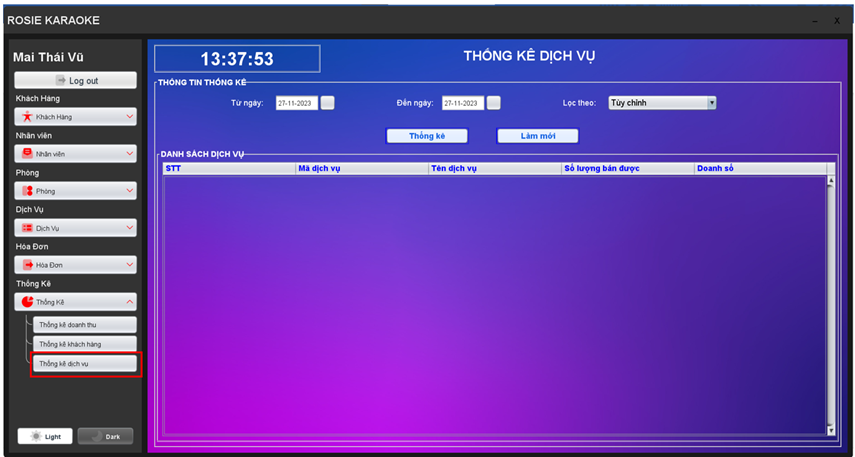 ROSIE KARAOKE
– X
Mai Thái Vũ
Log out
Khách Hàng
Khách Hàng
Nhân viên
Nhân viên
Phòng
Phòng
Dịch Vụ
Dịch Vụ
Hóa Đơn
Hóa Đơn
Thống Kê
Thống Kê
Thống kê doanh thu
Thống kê khách hàng
Thống kê dịch vụ
Light Dark
13:37:53
THỐNG KÊ DỊCH VỤ
THÔNG TIN THỐNG KÊ
Từ ngày: 27-11-2023 Đến ngày: 27-11-2023 Lọc theo: Tùy chỉnh
Thống kê Làm mới
DANH SÁCH DỊCH VỤ
STT Mã dịch vụ Tên dịch vụ Số lượng bán được Doanh số